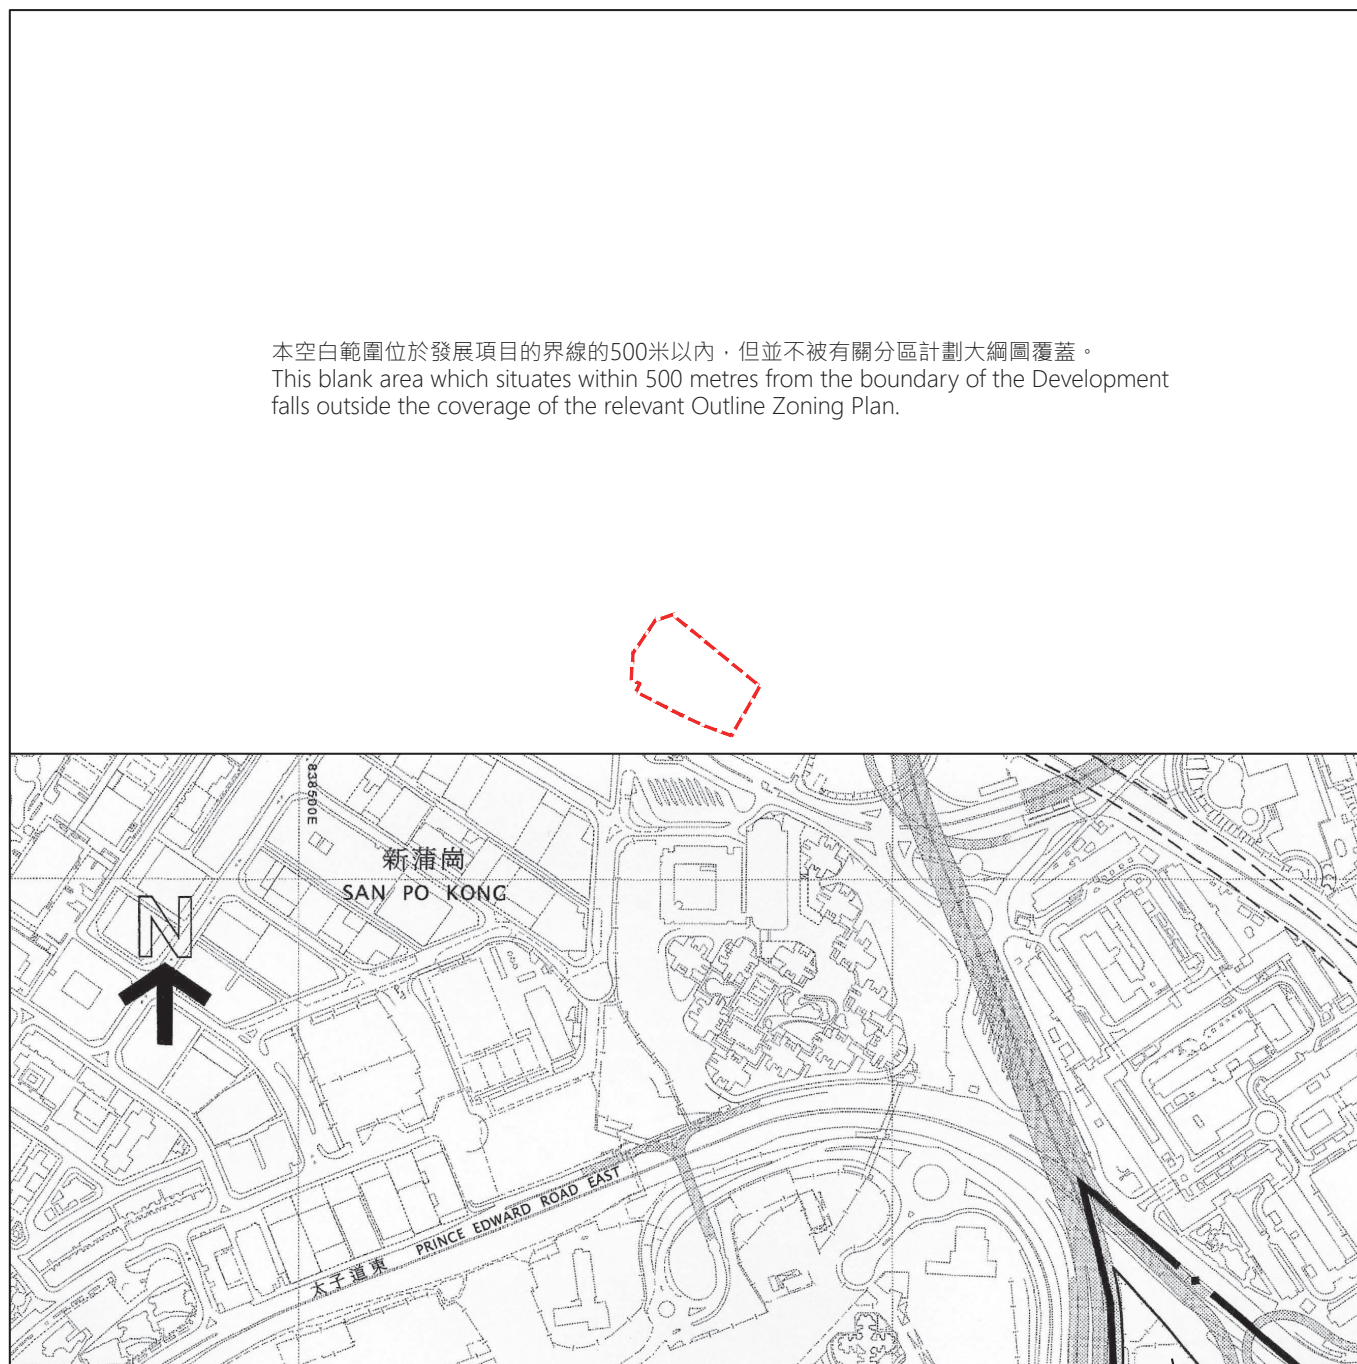 本空白範圍位於發展項目的界線的500米以內，但並不被有關分區計劃大綱圖覆蓋。
This blank area which situates within 500 metres from the boundary of the Development
falls outside the coverage of the relevant Outline Zoning Plan.
838500E
新蒲崗
SAN PO KONG
N
PRINCE EDWARD ROAD EAST
太子道東